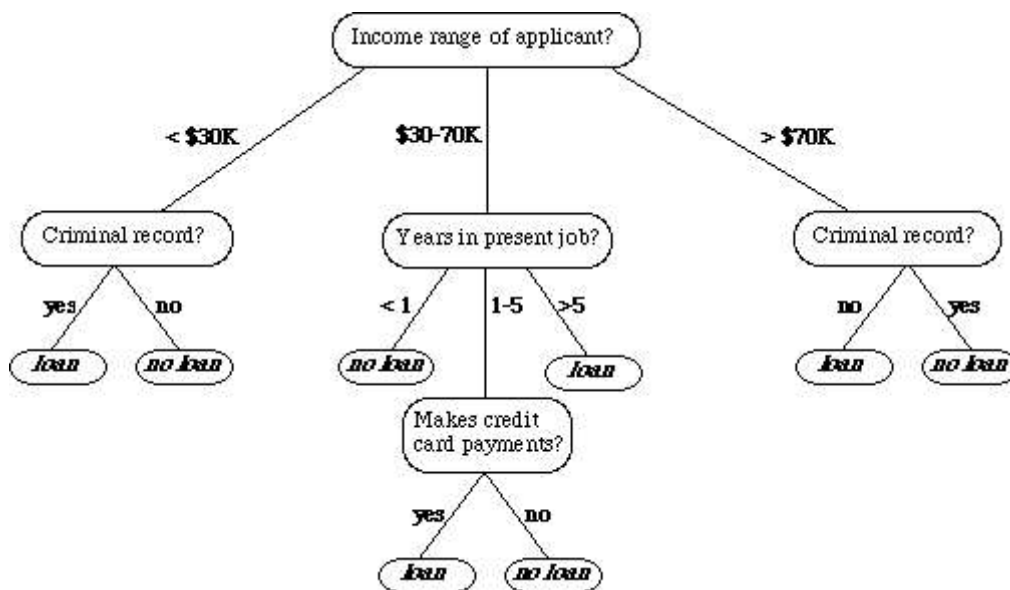 Income range of applicant?
< $30K
$30-70K
> $70K
Criminal record?
Years in present job?
Criminal record?
yes
no
< 1
1-5
>5
no
yes
loan
no loan
no loan
loan
loan
no loan
Makes credit
card payments?
yes
no
loan
no loan